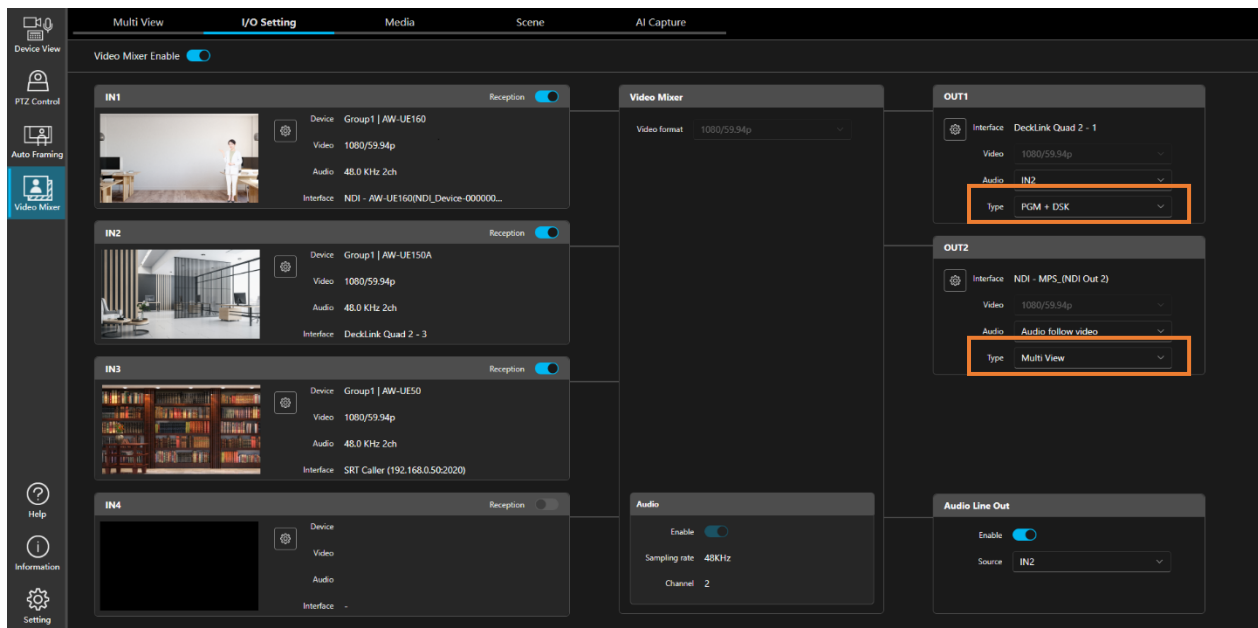 Multi View
I/O Setting
Media
Scene
AI Capture
Device View
PTZ Control
Auto Framing
Video Mixer
Help
Information
Setting
Video Mixer Enable
IN1
Reception
Device Group1 | AW-UE160
Video 1080/59.94p
Audio 48.0 KHz 2ch
Interface NDI - AW-UE160(NDI_Device-000000...
IN2
Reception
Device Group1 | AW-UE150A
Video 1080/59.94p
Audio 48.0 KHz 2ch
Interface DeckLink Quad 2 - 3
IN3
Reception
Device Group1 | AW-UE50
Video 1080/59.94p
Audio 48.0 KHz 2ch
Interface SRT Caller (192.168.0.50:2020)
IN4
Reception
Device
Video
Audio
Interface -
Video Mixer
Video format 1080/59.94p
Audio
Enable
Sampling rate 48KHz
Channel 2
OUT1
Interface DeckLink Quad 2 - 1
Video 1080/59.94p
Audio IN2
Type PGM + DSK
OUT2
Interface NDI - MPS_(NDI Out 2)
Video 1080/59.94p
Audio Audio follow video
Type Multi View
Audio Line Out
Enable
Source IN2